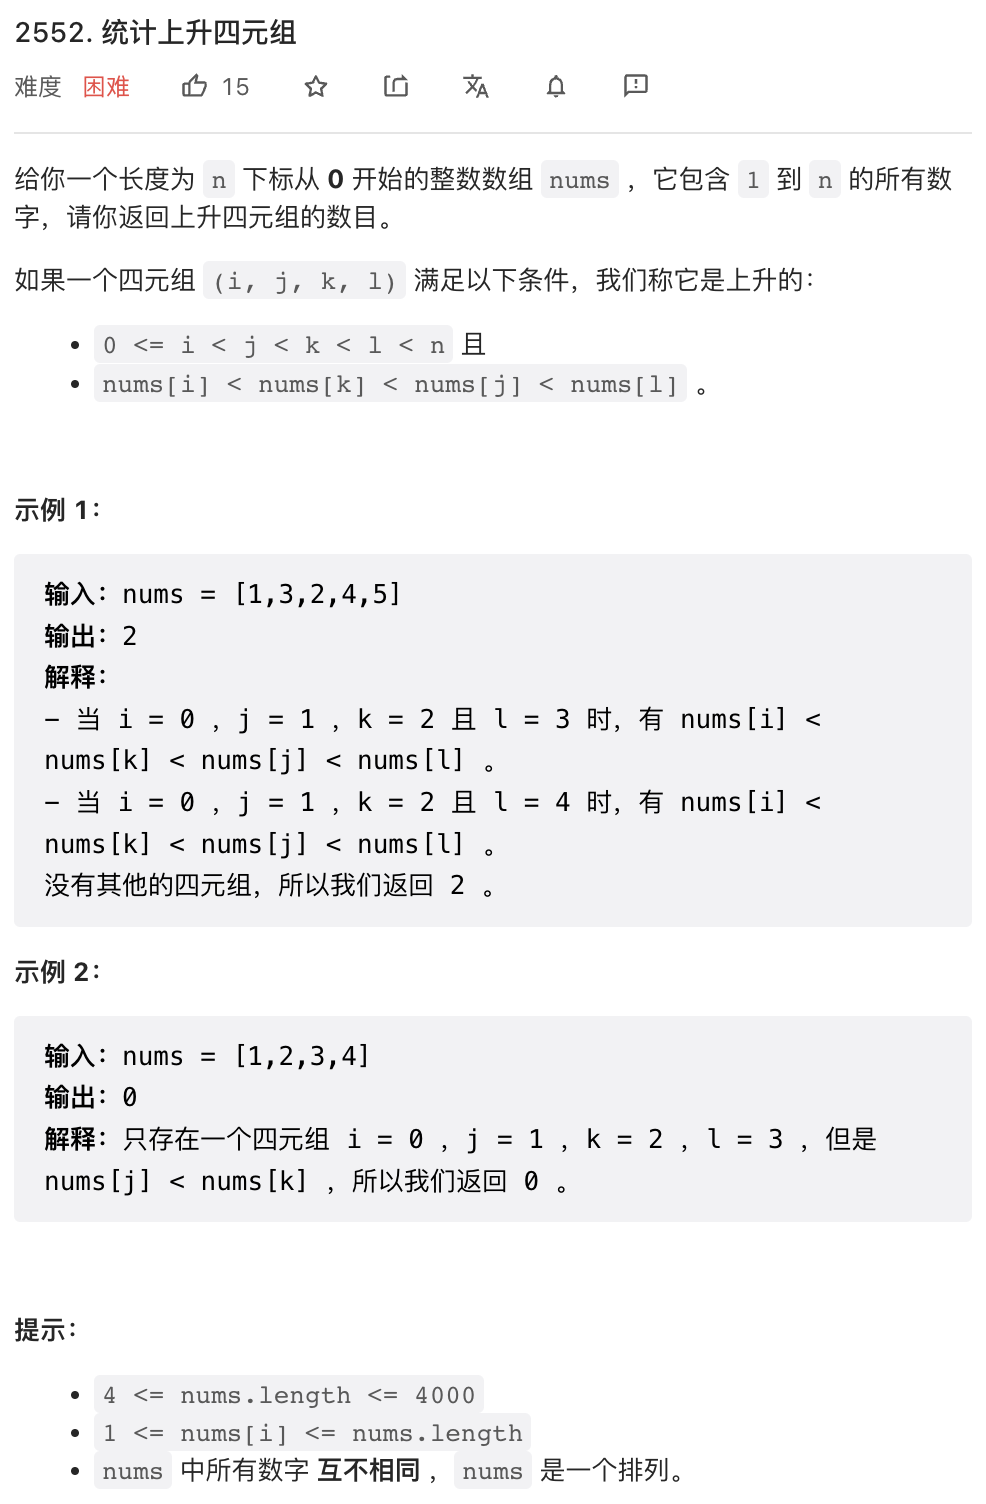 2552. 统计上升四元组
难度 困难 15
给你一个长度为 n 下标从 0 开始的整数数组 nums ，它包含 1 到 n 的所有数
字，请你返回上升四元组的数目。
如果一个四元组 (i, j, k, l) 满足以下条件，我们称它是上升的：
• 0 <= i < j < k < l < n 且
• nums[i] < nums[k] < nums[j] < nums[l] 。
示例 1：
输入：nums = [1,3,2,4,5]
输出：2
解释：
- 当 i = 0 ，j = 1 ，k = 2 且 l = 3 时，有 nums[i] <
nums[k] < nums[j] < nums[l] 。
- 当 i = 0 ，j = 1 ，k = 2 且 l = 4 时，有 nums[i] <
nums[k] < nums[j] < nums[l] 。
没有其他的四元组，所以我们返回 2 。
示例 2：
输入：nums = [1,2,3,4]
输出：0
解释：只存在一个四元组 i = 0 ，j = 1 ，k = 2 ，l = 3 ，但是
nums[j] < nums[k] ，所以我们返回 0 。
提示：
• 4 <= nums.length <= 4000
• 1 <= nums[i] <= nums.length
• nums 中所有数字 互不相同 ， nums 是一个排列。